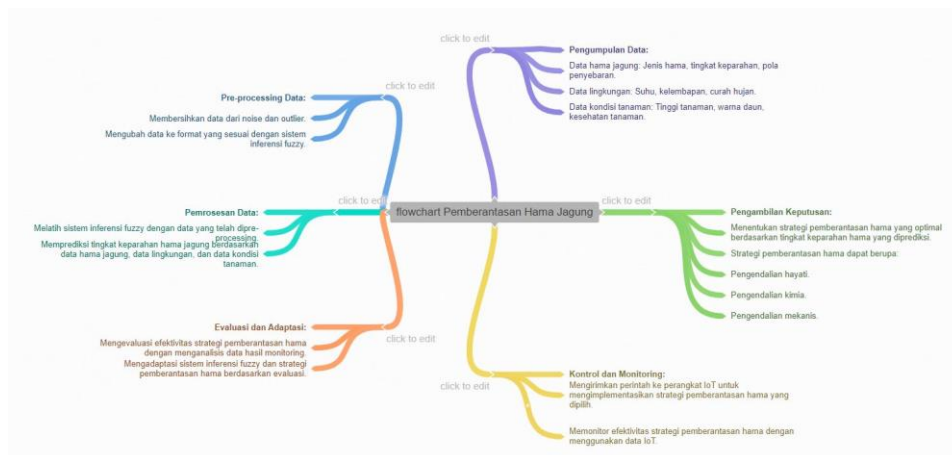 click to edit
Pengumpulan Data:
Data hama jagung: Jenis hama, tingkat keparahan, pola
penyebaran.
Data lingkungan: Suhu, kelembapan, curah hujan.
Data kondisi tanaman: Tinggi tanaman, warna daun,
kesehatan tanaman.
click to edit
Pre-processing Data:
Membersihkan data dari noise dan outlier.
Mengubah data ke format yang sesuai dengan sistem
inferensi fuzzy.
click to edit
Pemrosesan Data:
Melatih sistem inferensi fuzzy dengan data yang telah dipre-
processing.
Memprediksi tingkat keparahan hama jagung berdasarkan
data hama jagung, data lingkungan, dan data kondisi
tanaman.
flowchart Pemberantasan Hama Jagung
click to edit
Pengambilan Keputusan:
Menentukan strategi pemberantasan hama yang optimal
berdasarkan tingkat keparahan hama yang diprediksi.
Strategi pemberantasan hama dapat berupa:
Pengendalian hayati.
Pengendalian kimia.
Pengendalian mekanis.
Evaluasi dan Adaptasi:
Mengevaluasi efektivitas strategi pemberantasan hama
dengan menganalisis data hasil monitoring.
Mengadaptasi sistem inferensi fuzzy dan strategi
pemberantasan hama berdasarkan evaluasi.
click to edit
click to edit
Kontrol dan Monitoring:
Mengirimkan perintah ke perangkat IoT untuk
mengimplementasikan strategi pemberantasan hama yang
dipilih.
Memonitor efektivitas strategi pemberantasan hama dengan
menggunakan data IoT.